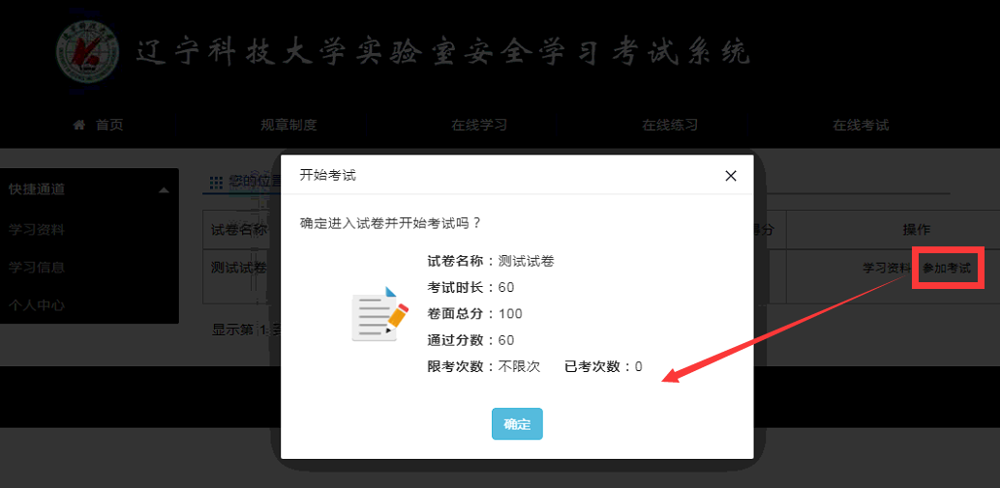 辽宁科技大学实验室安全学习考试系统
首页 规章制度 在线学习 在线练习 在线考试
快捷通道
学习资料
学习信息
个人中心
您的位置
试卷名称 得分 操作
测试试卷 学习资料 参加考试
显示第 1
开始考试
确定进入试卷并开始考试吗？
试卷名称：测试试卷
考试时长：60
卷面总分：100
通过分数：60
限考次数：不限次 已考次数：0
确定